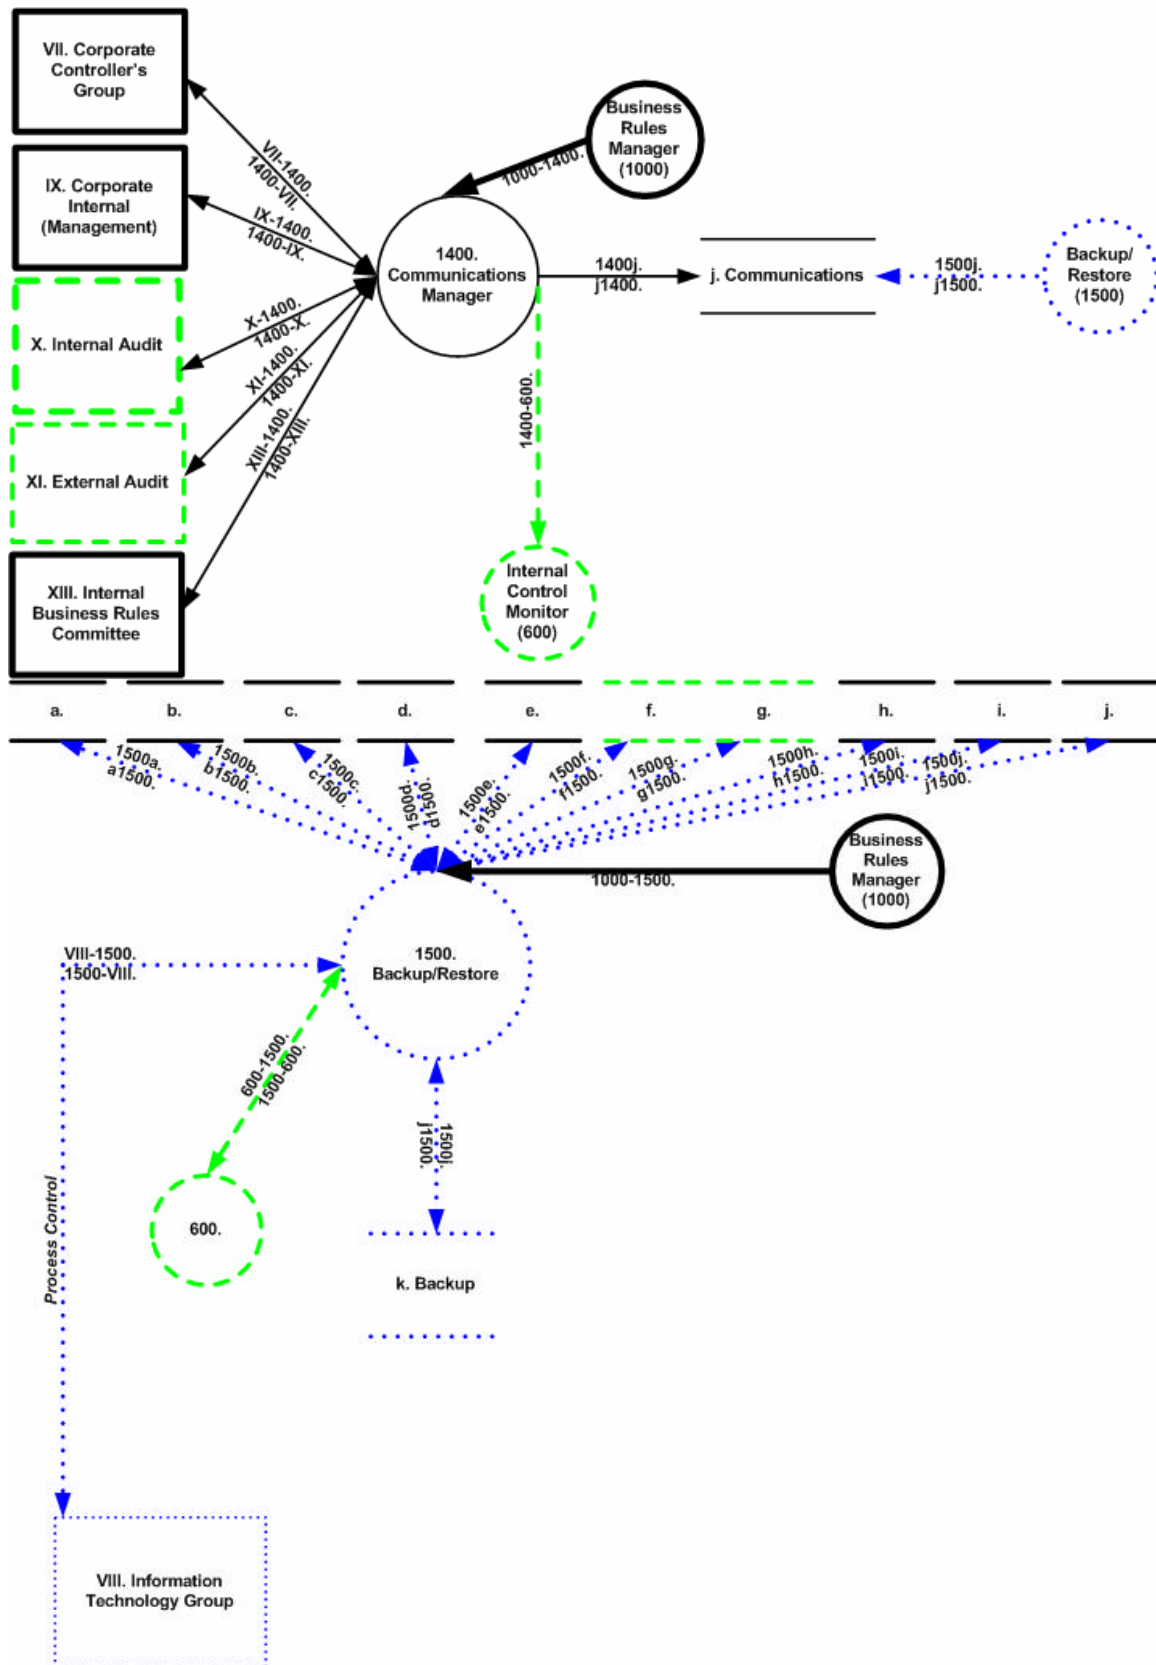 VII. Corporate
Controller's
Group
Business
Rules
Manager
(1000)
VII-1400.
1400-VII.
1000-1400.
IX. Corporate
Internal
(Management)
IX-1400.
1400-IX.
1400.
Communications
Manager
1400j.
j1400.
j. Communications
1500j.
j1500.
Backup/
Restore
(1500)
X. Internal Audit
X-1400.
1400-X.
XI-1400.
1400-XI.
XIII-1400.
1400-XIII.
1400-600.
XI. External Audit
XIII. Internal
Business Rules
Committee
Internal
Control
Monitor
(600)
a.
b.
c.
d.
e.
f.
g.
h.
i.
j.
1500a.
a1500.
1500b.
b1500.
1500c.
c1500.
1500d.
d1500.
1500e.
e1500.
1500f.
f1500.
1500g.
g1500.
1500h.
h1500.
1500i.
i1500.
1500j.
j1500.
Business
Rules
Manager
(1000)
1000-1500.
VIII-1500.
1500-VIII.
1500.
Backup/Restore
600-1500.
1500-600.
1500j.
j1500.
600.
Process Control
k. Backup
VIII. Information
Technology Group